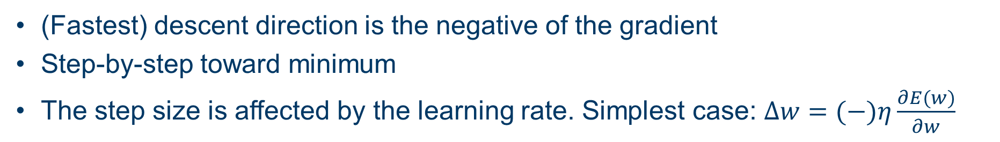 • (Fastest) descent direction is the negative of the gradient
• Step-by-step toward minimum
• The step size is affected by the learning rate. Simplest case: Δw = (−)η ∂E(w)/∂w